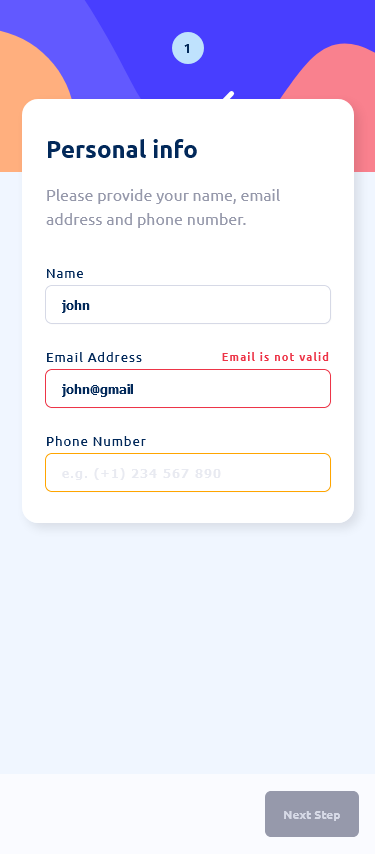 1
Personal info
Please provide your name, email
address and phone number.
Name
john
Email Address
Email is not valid
john@gmail
Phone Number
e.g. (+1) 234 567 890
Next Step